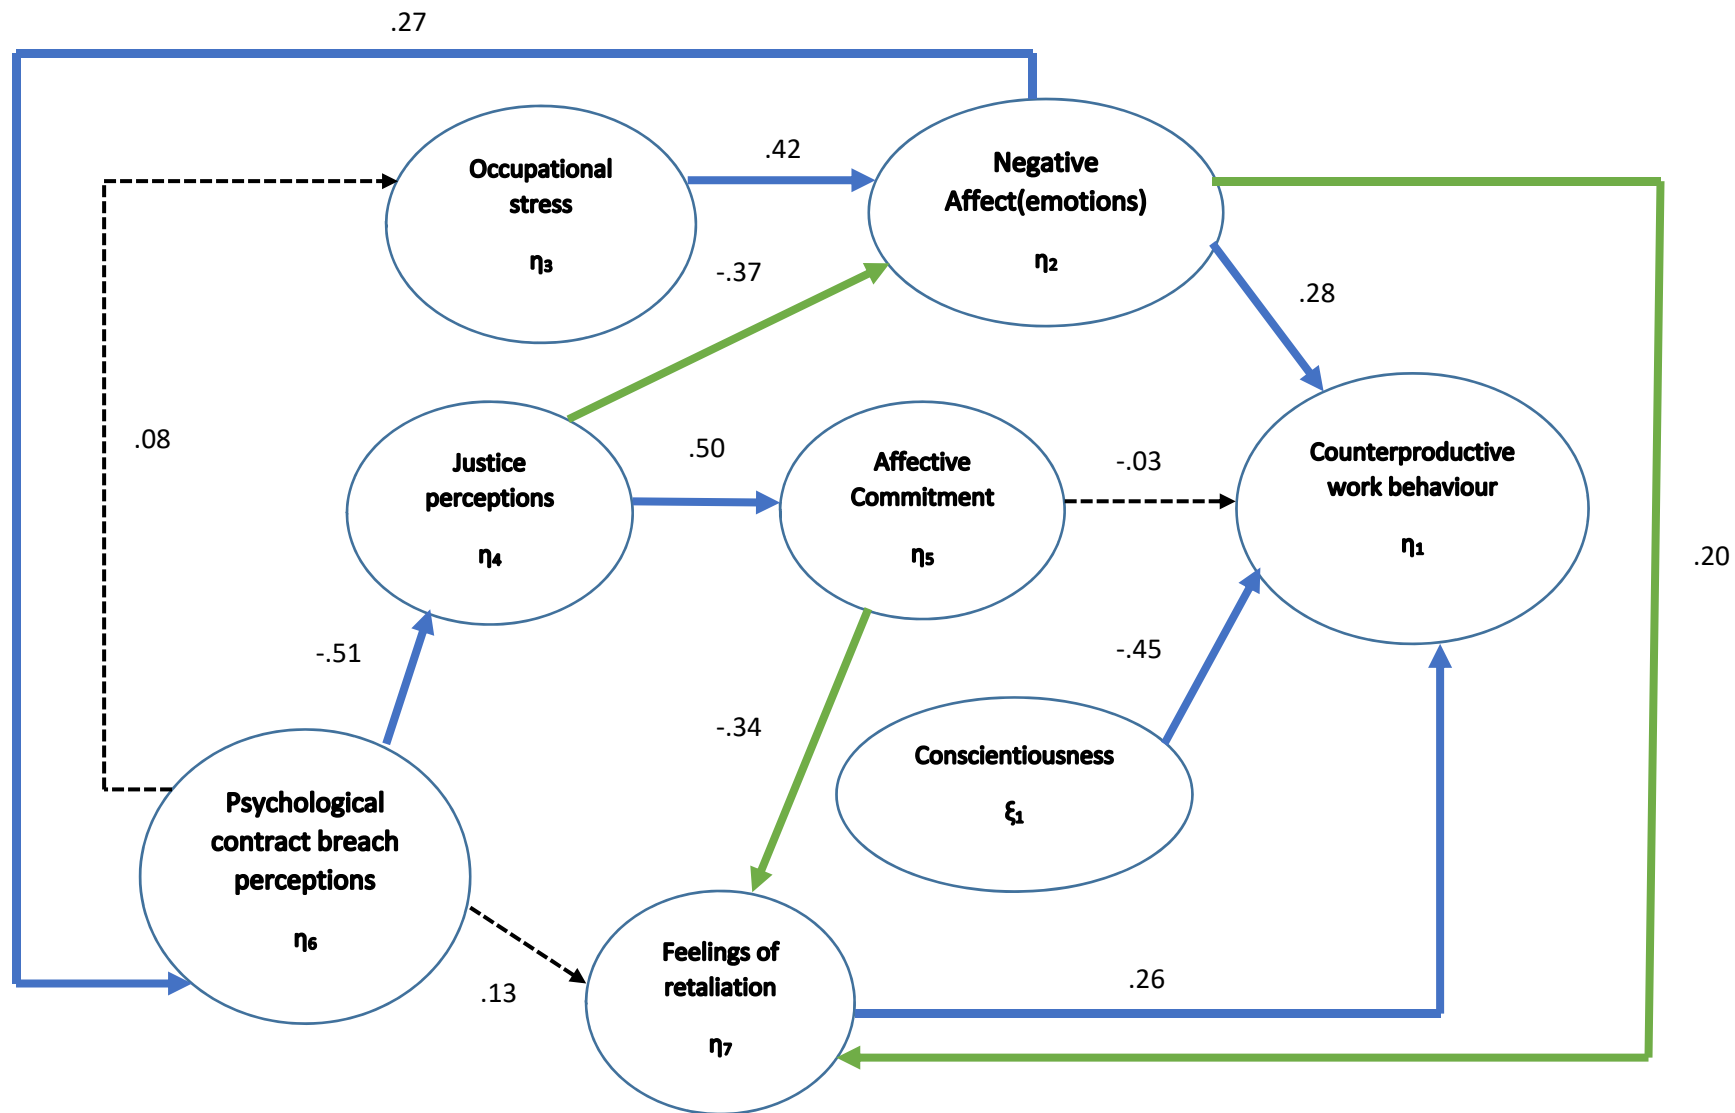 .27
Occupational
stress
η₃
.42
Negative
Affect(emotions)
η₂
-.37
.28
.08
Justice
perceptions
η₄
.50
Affective
Commitment
η₅
-.03
Counterproductive
work behaviour
η₁
.20
-.51
-.34
-.45
Conscientiousness
ξ₁
Psychological
contract breach
perceptions
η₆
.13
Feelings of
retaliation
η₇
.26